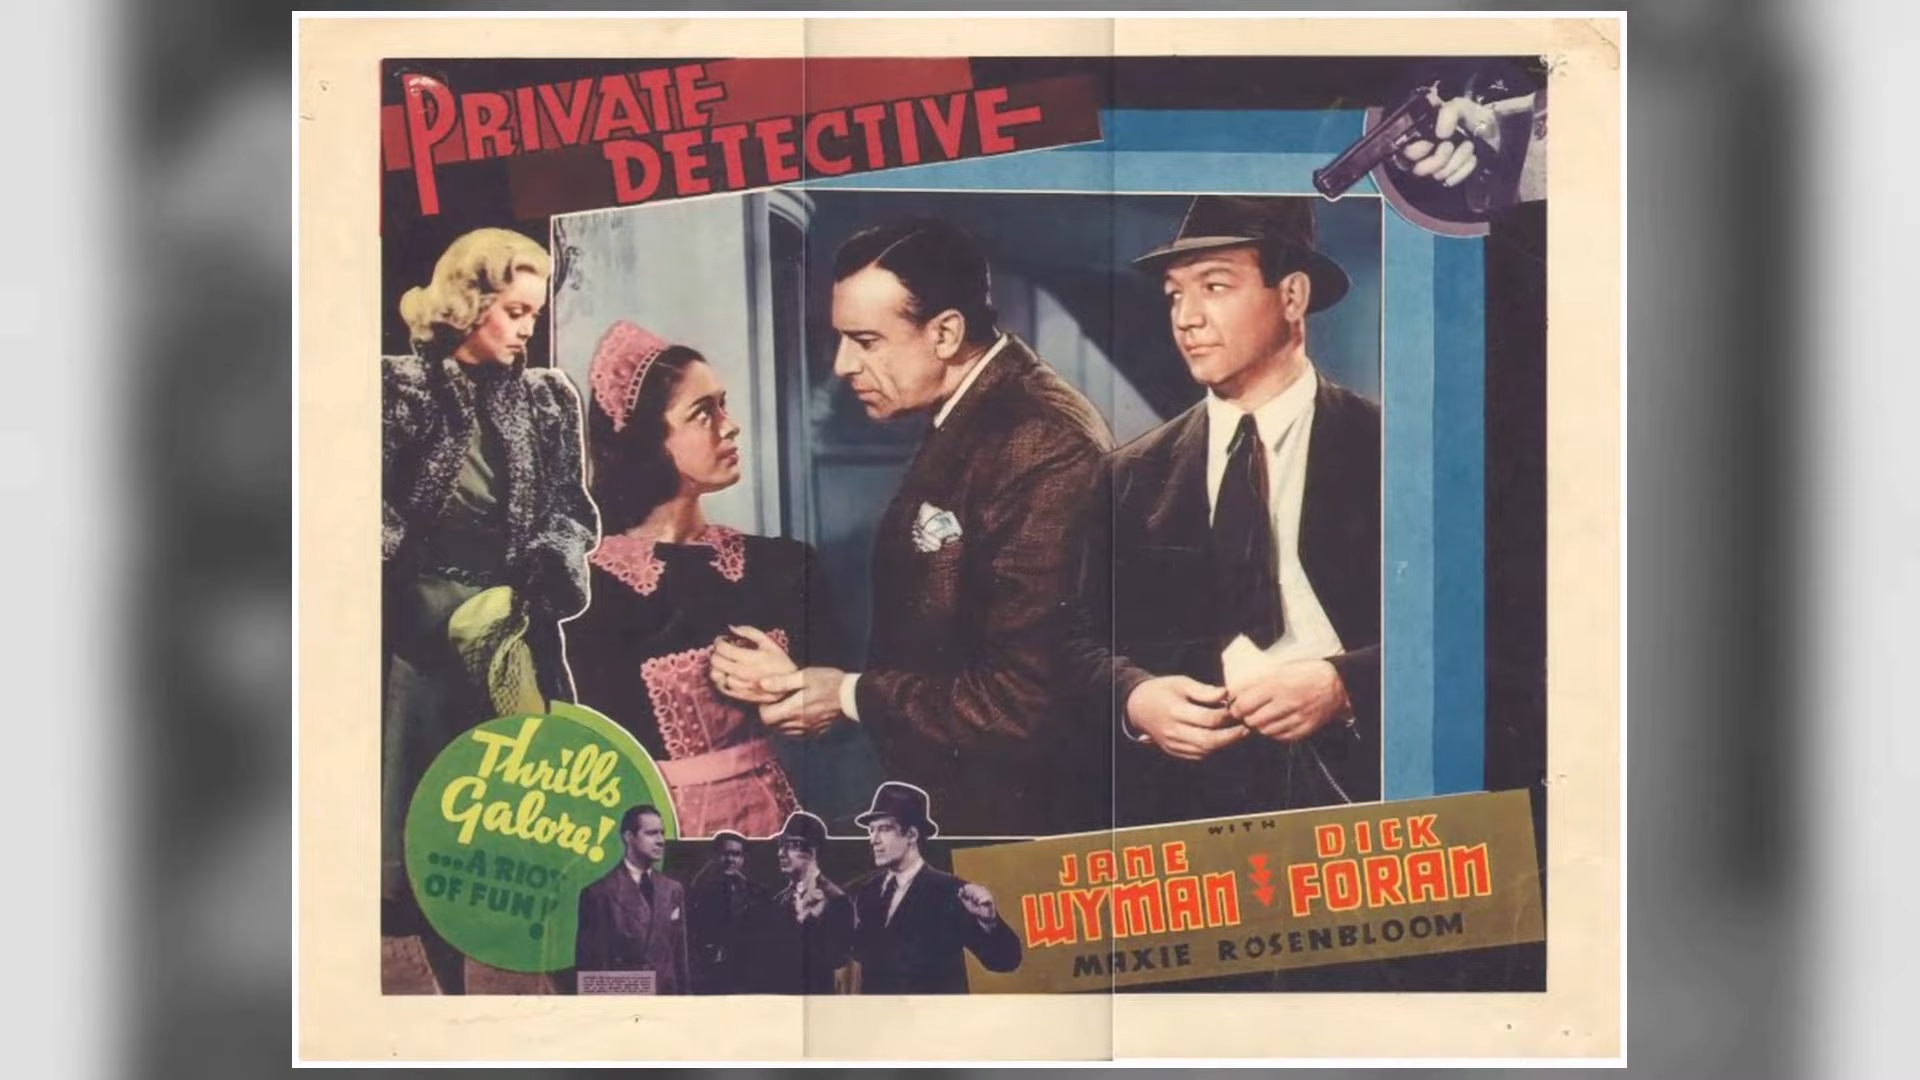 PRIVATE
DETECTIVE
Thrills
Galore!
...A RIOT
OF FUN!
WITH
JANE
WYMAN
DICK
FORAN
MAXIE ROSENBLOOM